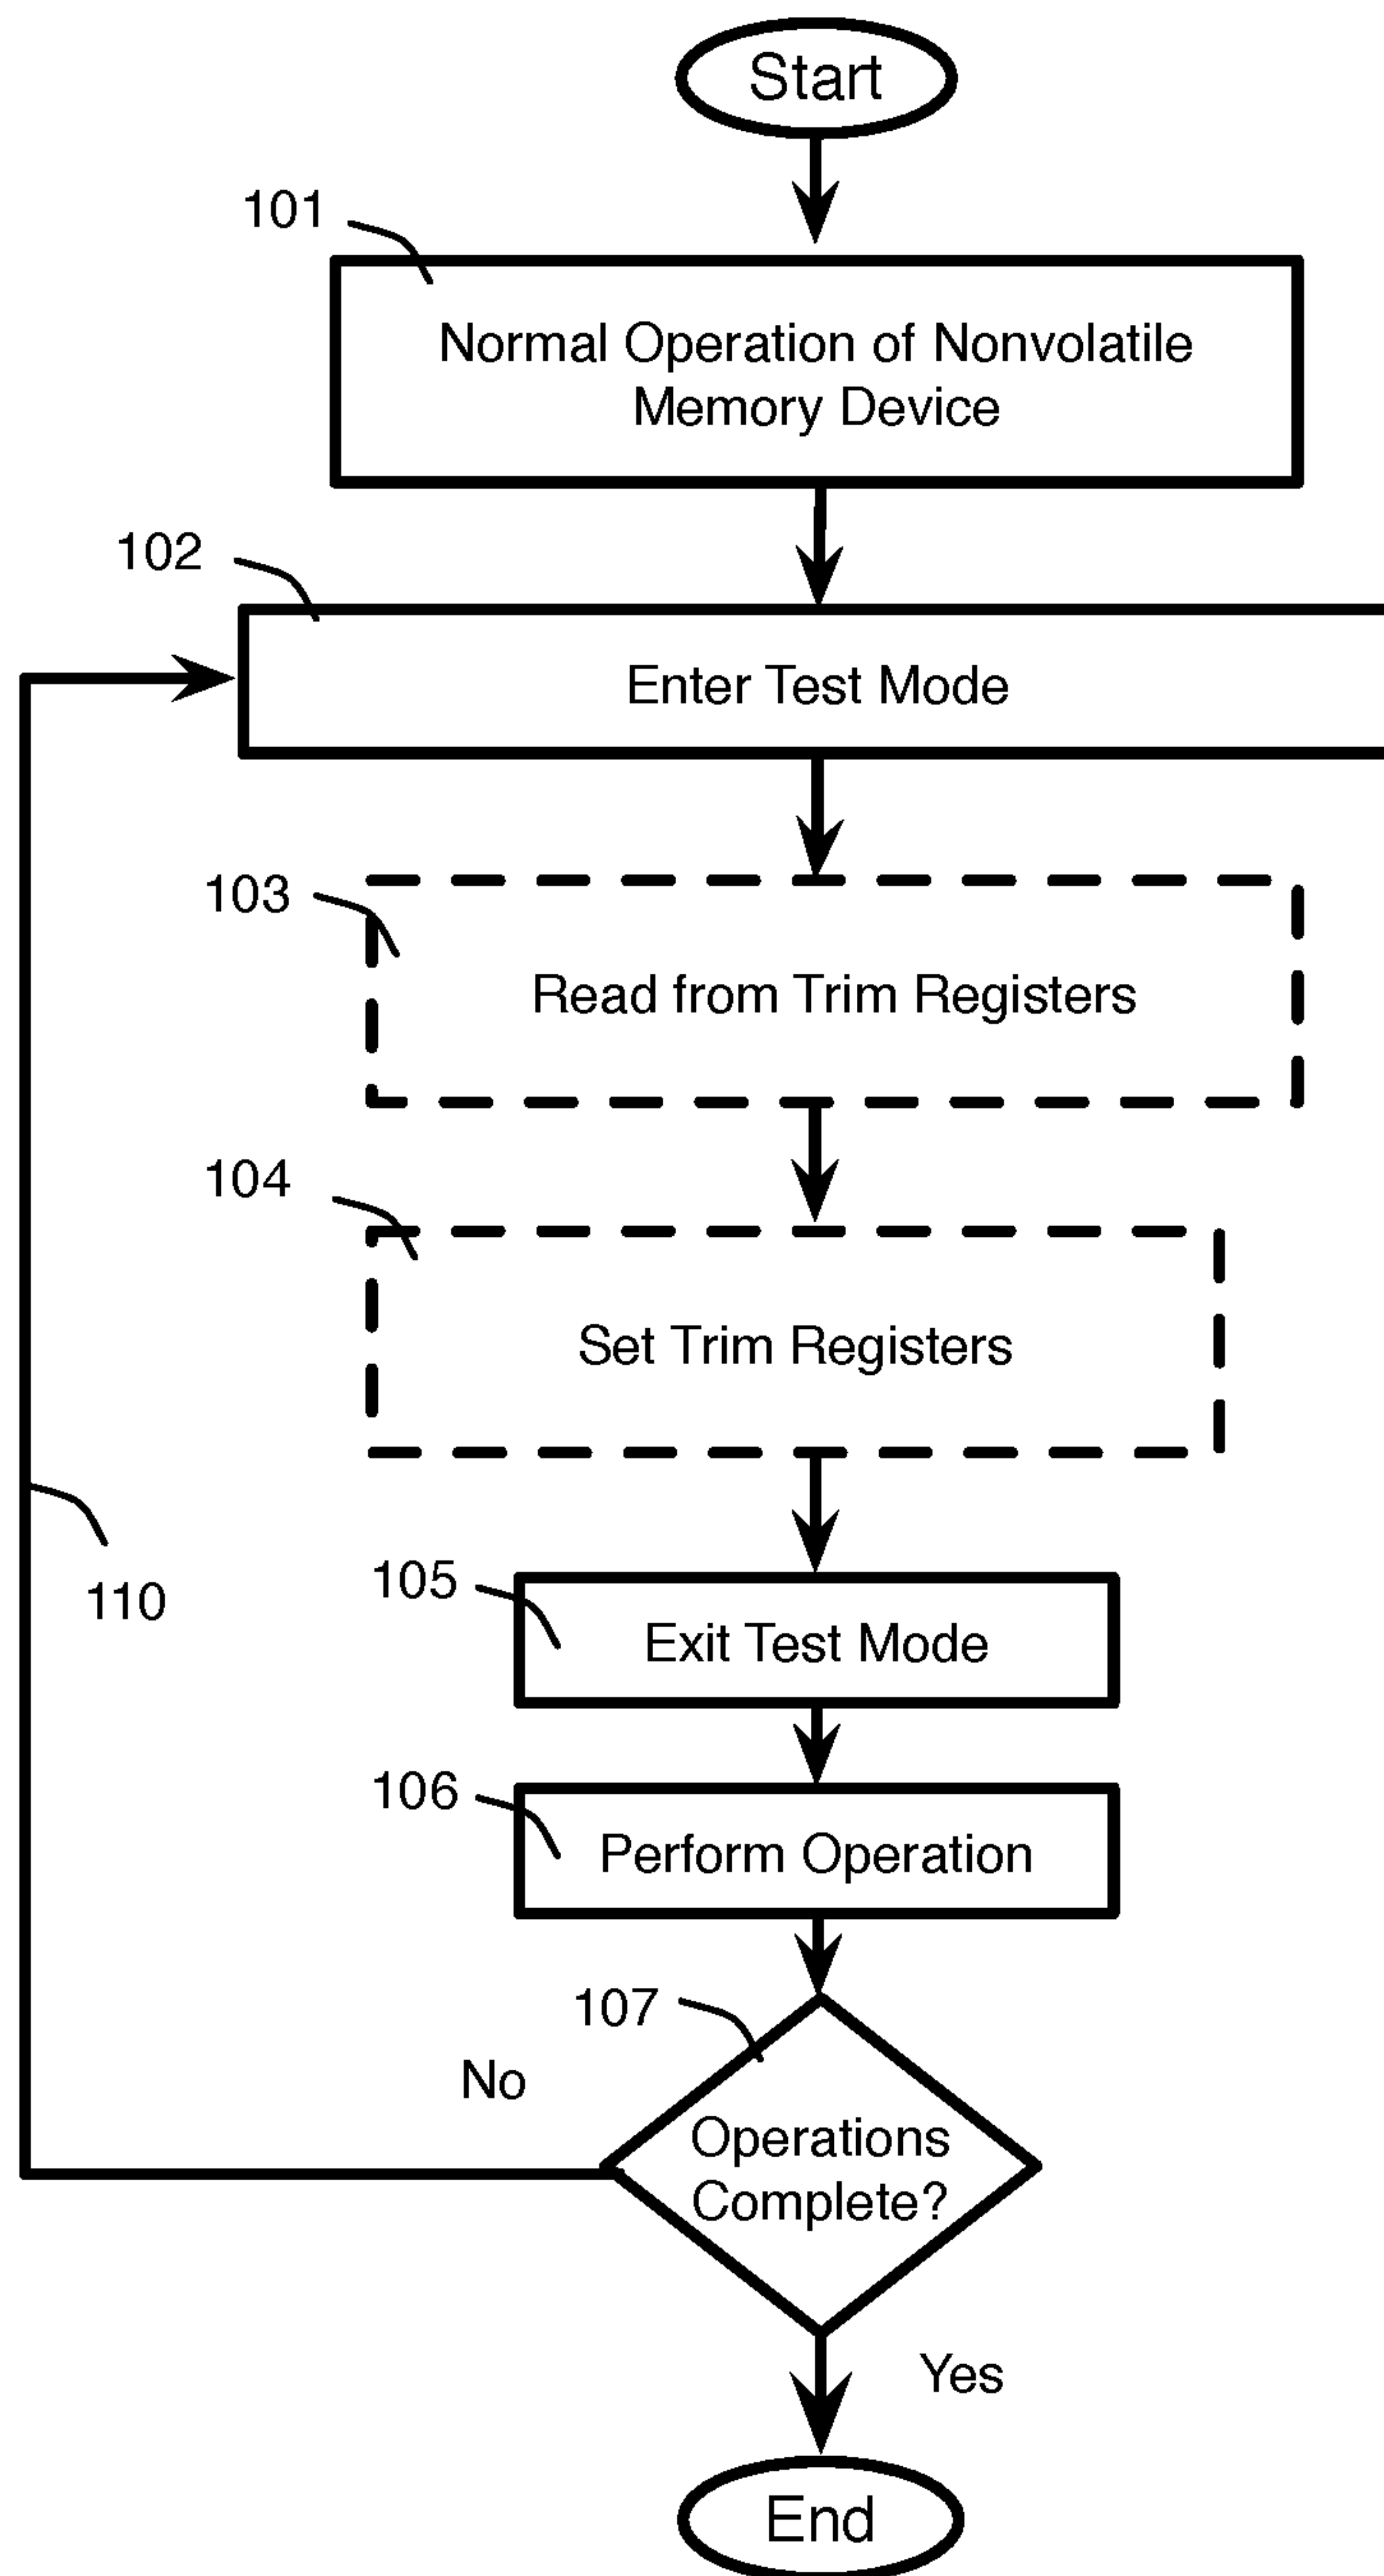 Start
101
Normal Operation of Nonvolatile
Memory Device
102
Enter Test Mode
103
Read from Trim Registers
104
Set Trim Registers
105
Exit Test Mode
110
106
Perform Operation
107
No
Operations
Complete?
Yes
End